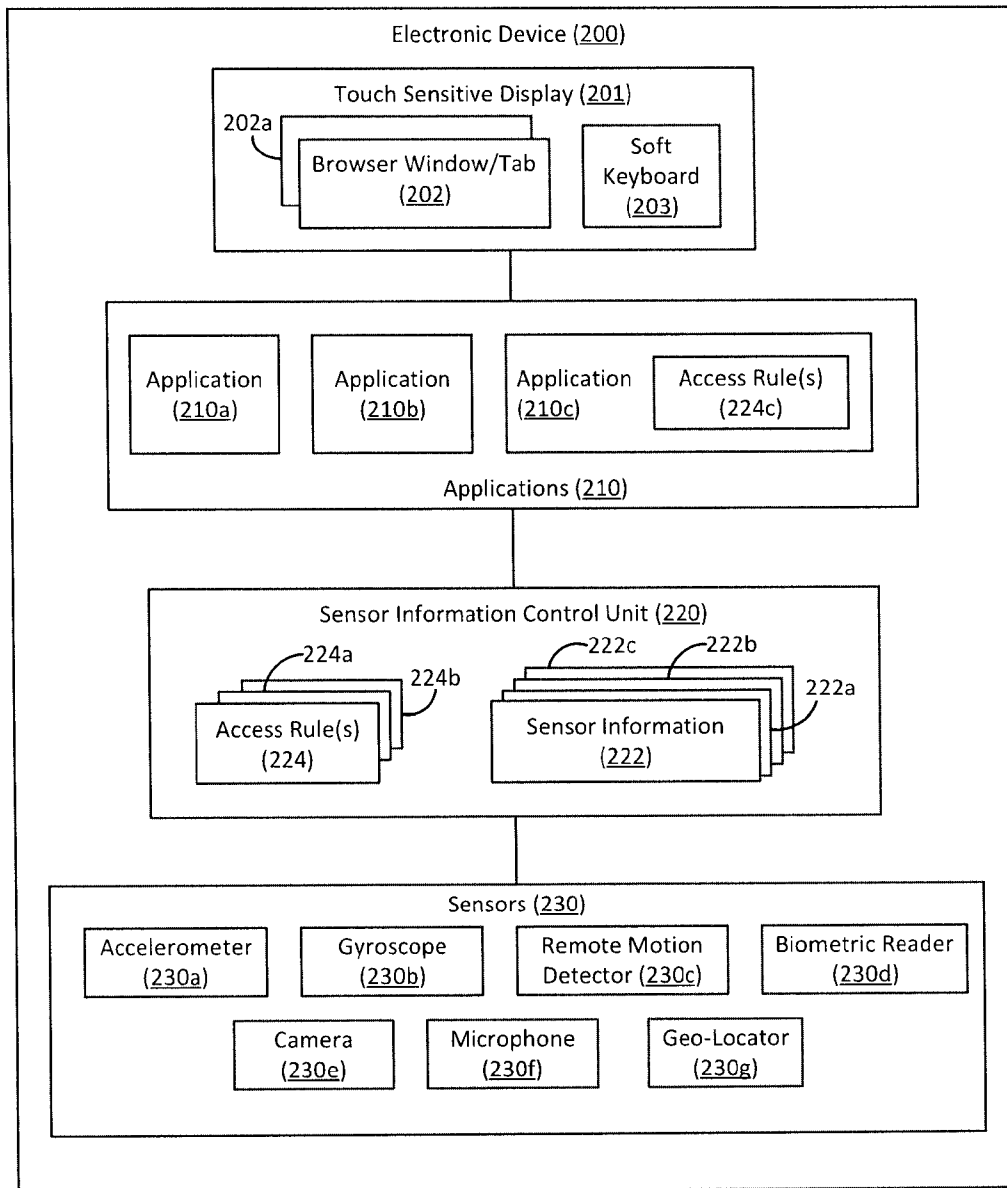 Electronic Device (200)
Touch Sensitive Display (201)
202a
Browser Window/Tab
(202)
Soft
Keyboard
(203)
Application
(210a)
Application
(210b)
Application
(210c)
Access Rule(s)
(224c)
Applications (210)
Sensor Information Control Unit (220)
224a
224b
Access Rule(s)
(224)
222c
222b
222a
Sensor Information
(222)
Sensors (230)
Accelerometer
(230a)
Gyroscope
(230b)
Remote Motion
Detector (230c)
Biometric Reader
(230d)
Camera
(230e)
Microphone
(230f)
Geo-Locator
(230g)